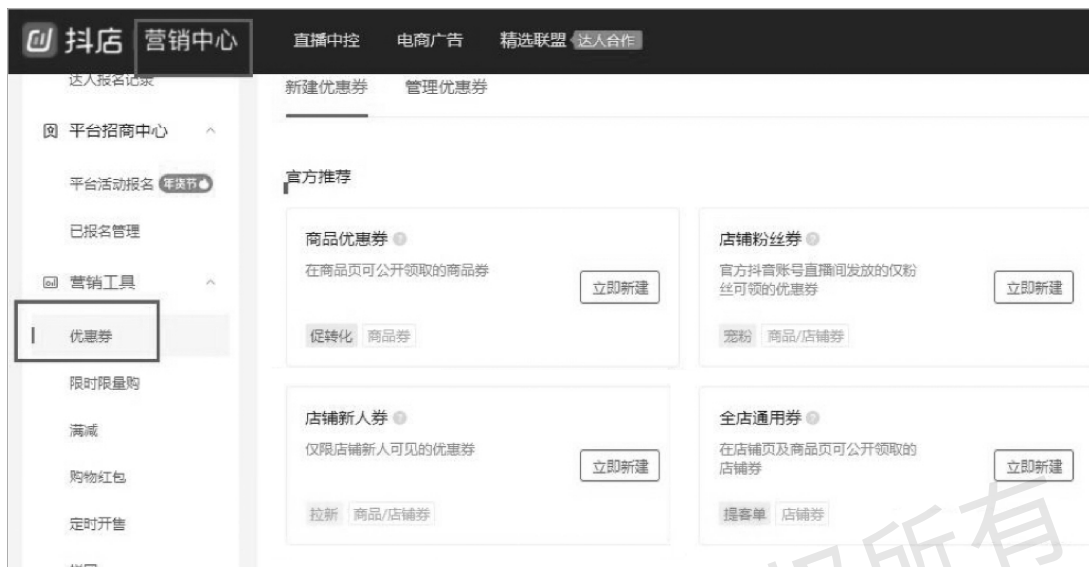 抖店 营销中心 直播中控 电商广告 精选联盟 达人合作
达人报名记录
平台招商中心
平台活动报名 年货节
已报名管理
营销工具
优惠券
限时限量购
满减
购物红包
定时开售
新建优惠券 管理优惠券
官方推荐
商品优惠券
在商品页可公开领取的商品券
立即新建
促转化 商品券
店铺粉丝券
官方抖音账号直播间发放的仅粉
丝可领的优惠券
立即新建
宠粉 商品/店铺券
店铺新人券
仅限店铺新人可见的优惠券
立即新建
拉新 商品/店铺券
全店通用券
在店铺页及商品页可公开领取的
店铺券
立即新建
提客单 店铺券
所有